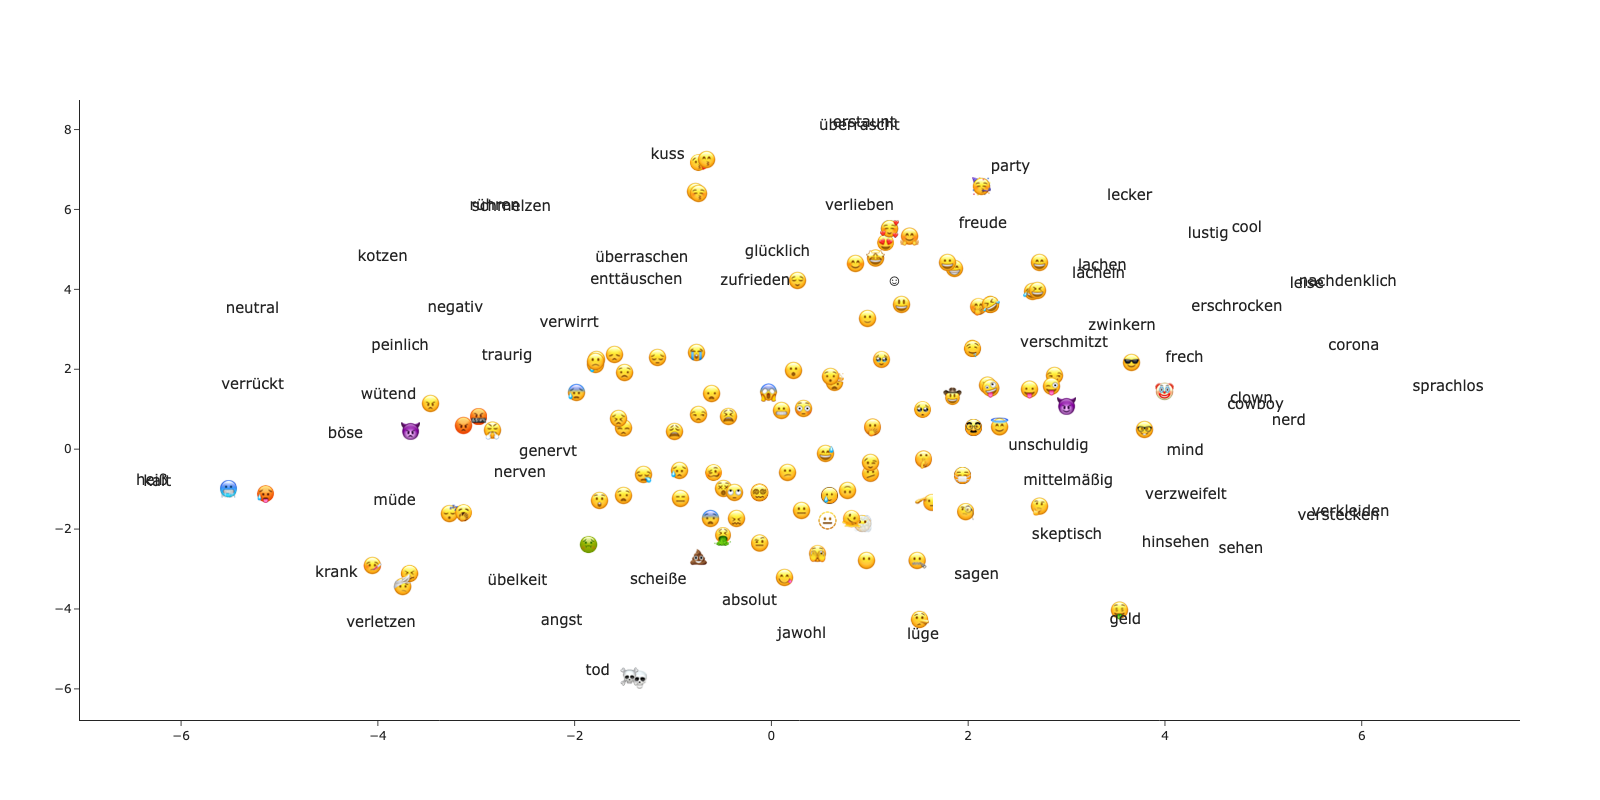 erstaunt
überrascht
8
kuss
party
lecker
6
rühren
schmelzen
verlieben
freude
lustig
cool
kotzen
überraschen
glücklich
lachen
lächeln
enttäuschen
zufrieden
leise
nachdenklich
4
neutral
negativ
erschrocken
verwirrt
zwinkern
peinlich
verschmitzt
corona
traurig
frech
2
verrückt
sprachlos
wütend
clown
cowboy
nerd
böse
unschuldig
0
genervt
mind
nerven
heiß
kalt
mittelmäßig
müde
verzweifelt
verkleiden
verstecken
−2
skeptisch
hinsehen
sehen
krank
übelkeit
scheiße
sagen
absolut
−4
verletzen
angst
geld
jawohl
lüge
tod
−6
−6 −4 −2 0 2 4 6